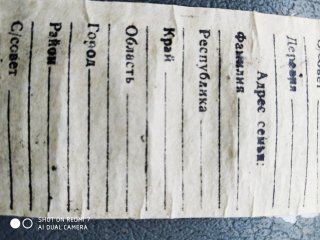 С/совет
Деревня
Адрес семьи:
Фамилия
Республика
Край
Область
Город
Район
С/совет
SHOT ON REDMI 7
AI DUAL CAMERA